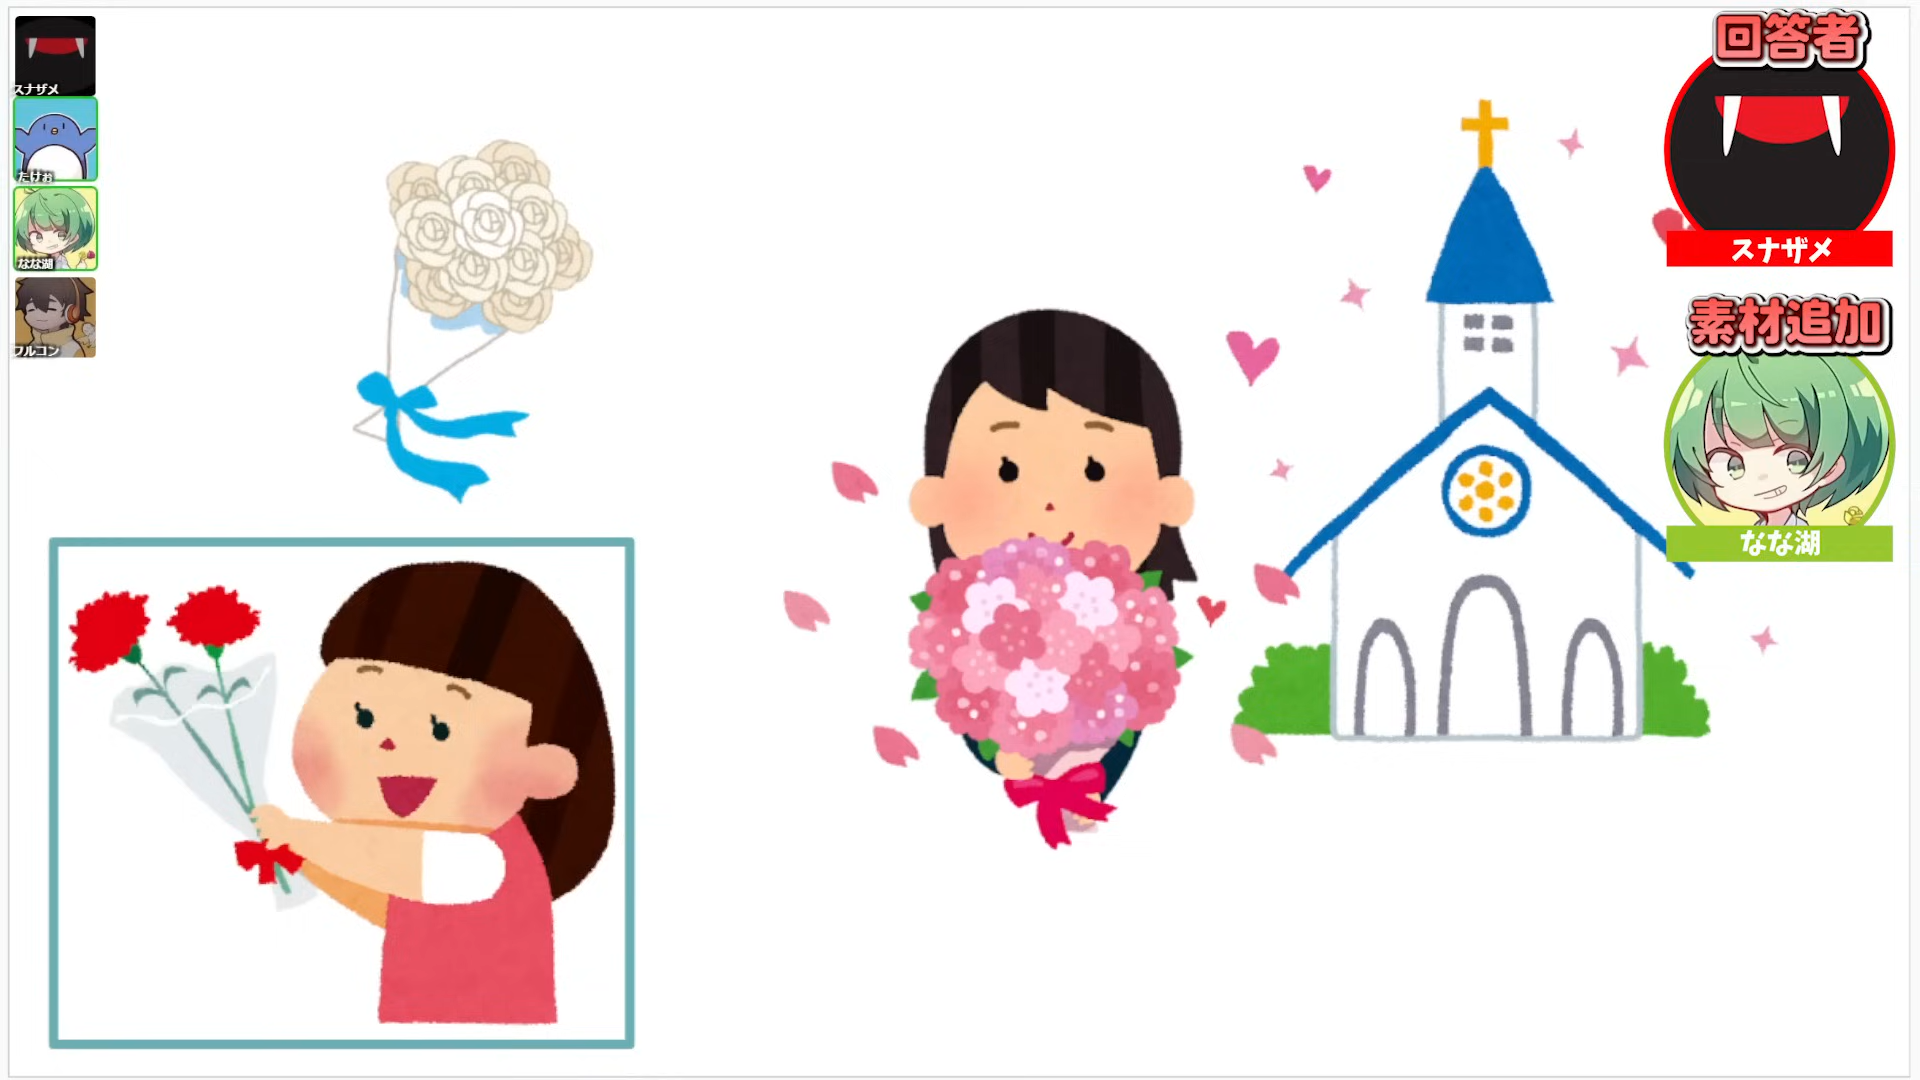 スナザメ
たけぉ
なな湖
フルコン
回答者
スナザメ
素材追加
なな湖